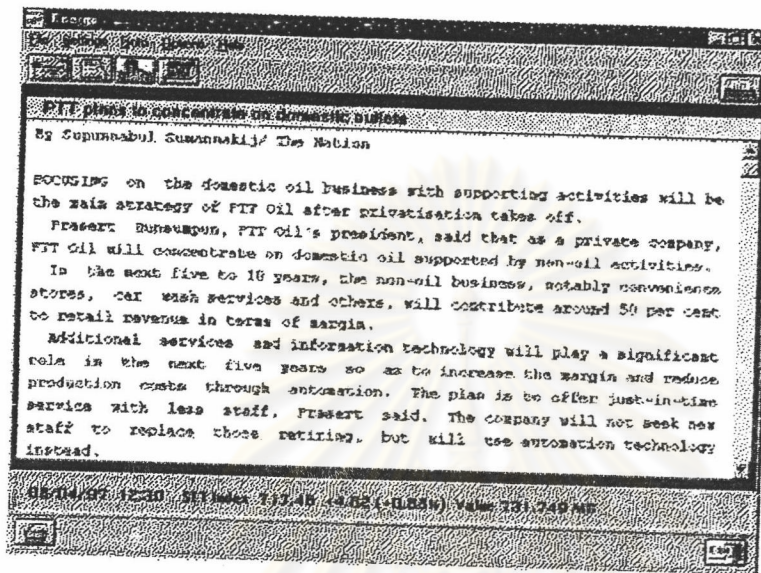 Energy
PTT plans to concentrate on domestic outlets
By Supunnabul Suwannakij/ The Nation
FOCUSING on the domestic oil business with supporting activities will be
the main strategy of PTT Oil after privatisation takes off.
Prasert Bunsumpun, PTT Oil's president, said that as a private company,
PTT Oil will concentrate on domestic oil supported by non-oil activities.
In the next five to 10 years, the non-oil business, notably convenience
stores, car wash services and others, will contribute around 50 per cent
to retail revenue in terms of margin.
Additional services and information technology will play a significant
role in the next five years so as to increase the margin and reduce
production costs through automation. The plan is to offer just-in-time
service with less staff, Prasert said. The company will not seek new
staff to replace those retiring, but will use automation technology
instead.
12:30 SET Index
Exit